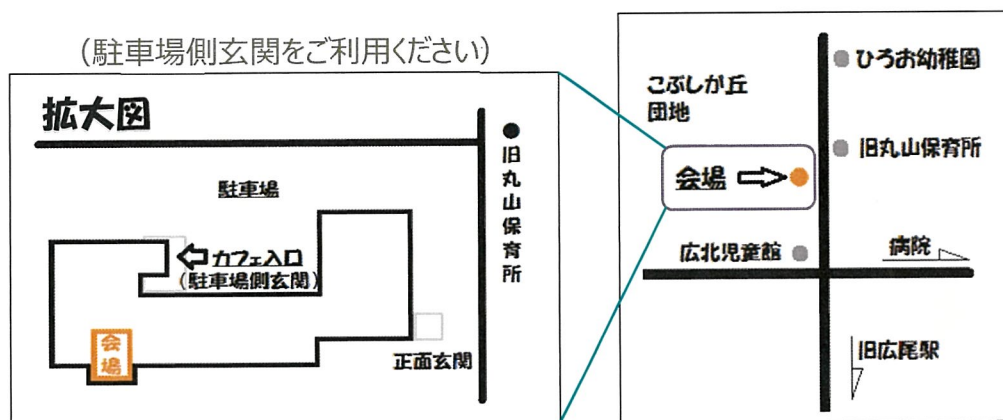 (駐車場側玄関をご利用ください)
拡大図
駐車場
カフェ入口
(駐車場側玄関)
会場
正面玄関
旧丸山保育所
ひろお幼稚園
こぶしが丘
団地
旧丸山保育所
会場
広北児童館
病院
旧広尾駅